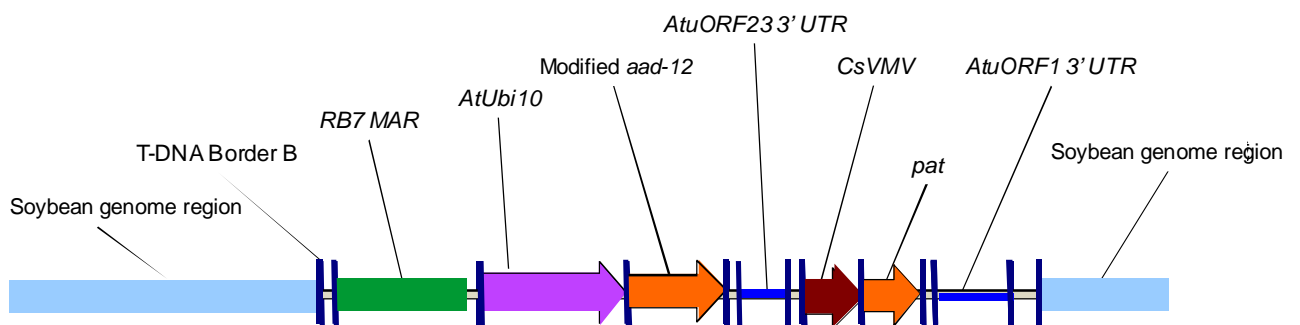 AtuORF23 3' UTR
Modified aad-12
CsVMV
AtuORF1 3' UTR
AtUbi10
RB7 MAR
T-DNA Border B
Soybean genome region
pat
Soybean genome region